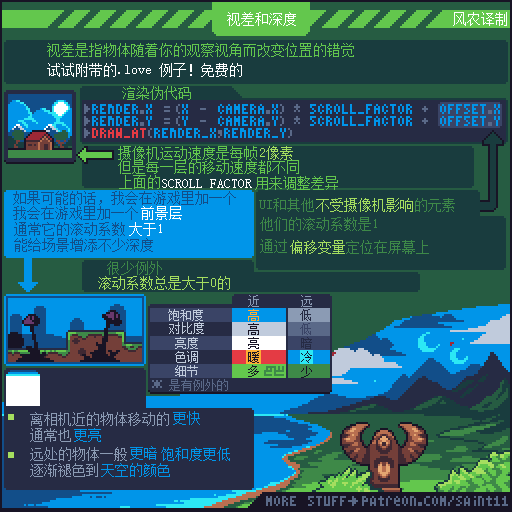 视差和深度
风农译制
视差是指物体随着你的观察视角而改变位置的错觉
试试附带的.love 例子！免费的
渲染伪代码
RENDER.X =(X - CAMERA.X) * SCROLL_FACTOR + OFFSET.X
RENDER.Y =(Y - CAMERA.Y) * SCROLL_FACTOR + OFFSET.Y
DRAW_AT(RENDER.X,RENDER.Y)
摄像机运动速度是每帧2像素
但是每一层的移动速度都不同
上面的SCROLL FACTOR用来调整差异
如果可能的话，我会在游戏里加一个
我会在游戏里加一个 前景层
通常它的滚动系数 大于1
能给场景增添不少深度
UI和其他 不受摄像机影响的元素
他们的滚动系数是1
通过 偏移变量定位在屏幕上
很少例外
滚动系数总是大于0的
近 远
饱和度 高 低
对比度 高 低
亮度 亮 暗
色调 暖 冷
细节 多 少
* 是有例外的
离相机近的物体移动的 更快
通常也 更亮
远处的物体一般 更暗 饱和度更低
逐渐褪色到 天空的颜色
MORE STUFF→PATREON.COM/SAINT11